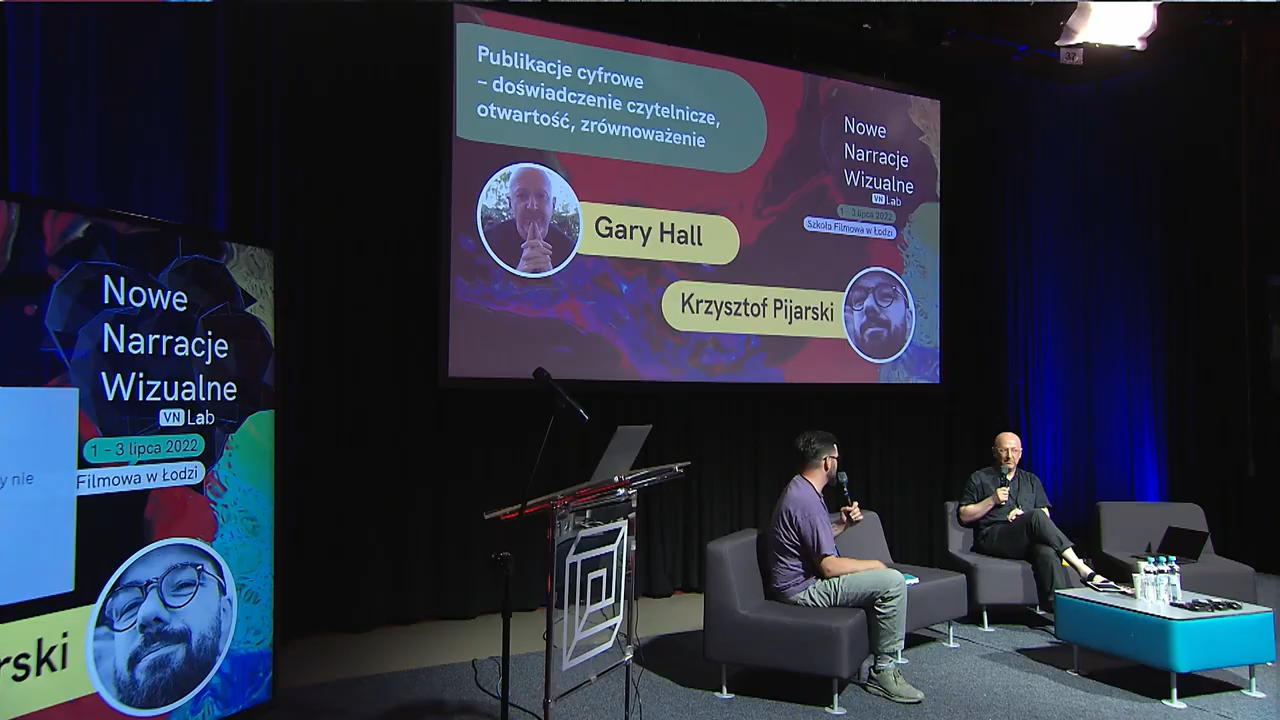 Publikacje cyfrowe
– doświadczenie czytelnicze,
otwartość, zrównoważenie
Gary Hall
Krzysztof Pijarski
Nowe
Narracje
Wizualne
VN Lab
1 - 3 lipca 2022
Szkoła Filmowa w Łodzi
37
Nowe
Narracje
Wizualne
VN Lab
1 - 3 lipca 2022
Filmowa w Łodzi
y nie
rski